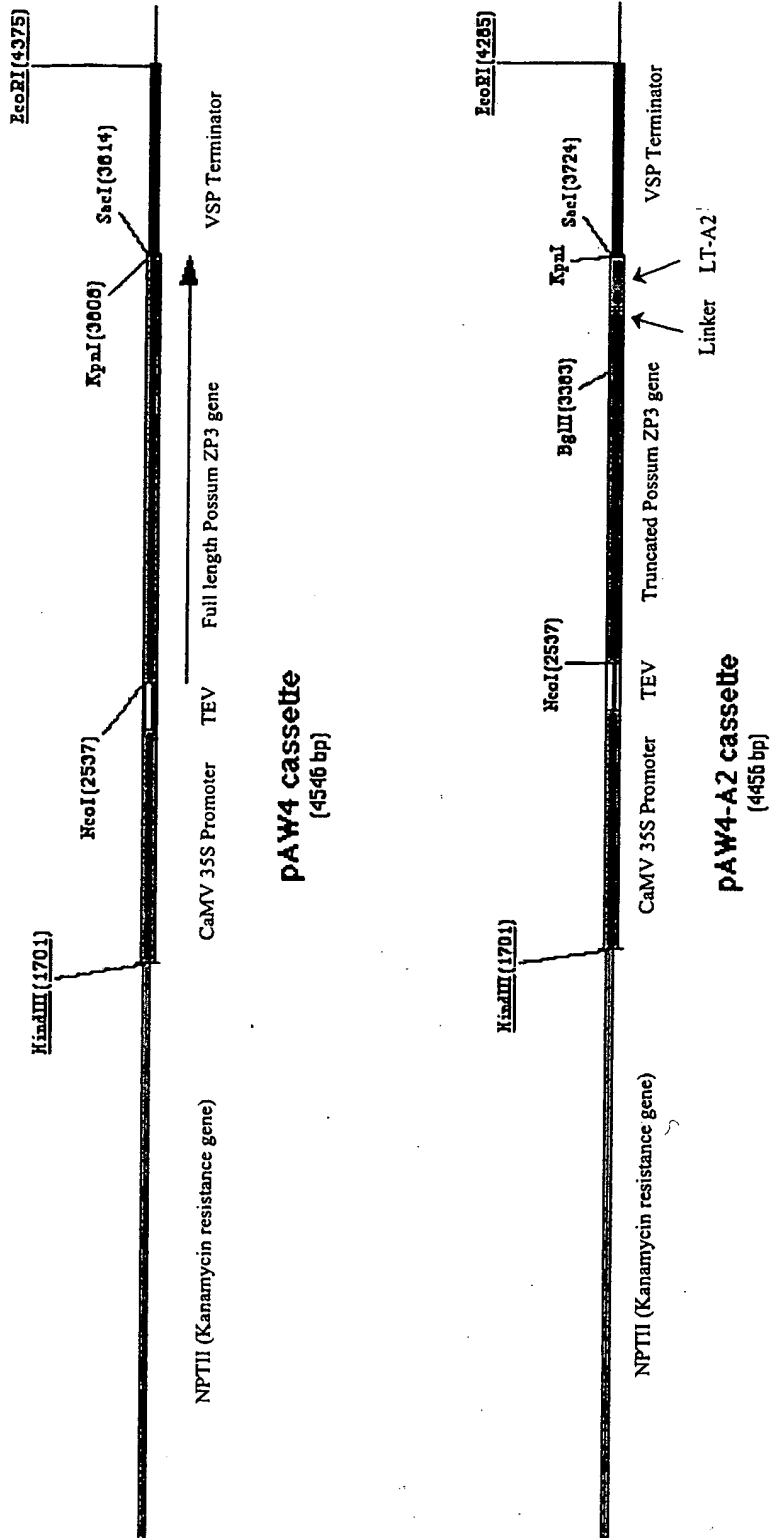 HindIII(1701)
NcoI(2537)
KpnI(3808)
SacI(3814)
EcoRI(4375)
NPTII (Kanamycin resistance gene)
CaMV 35S Promoter
TEV
Full length Possum ZP3 gene
VSP Terminator
pAW4 cassette
(4546 bp)
HindIII(1701)
NcoI(2537)
BglII(3383)
KpnI
SacI(3724)
EcoRI(4285)
NPTII (Kanamycin resistance gene)
CaMV 35S Promoter
TEV
Truncated Possum ZP3 gene
Linker
LT-A2
VSP Terminator
pAW4-A2 cassette
(4456 bp)